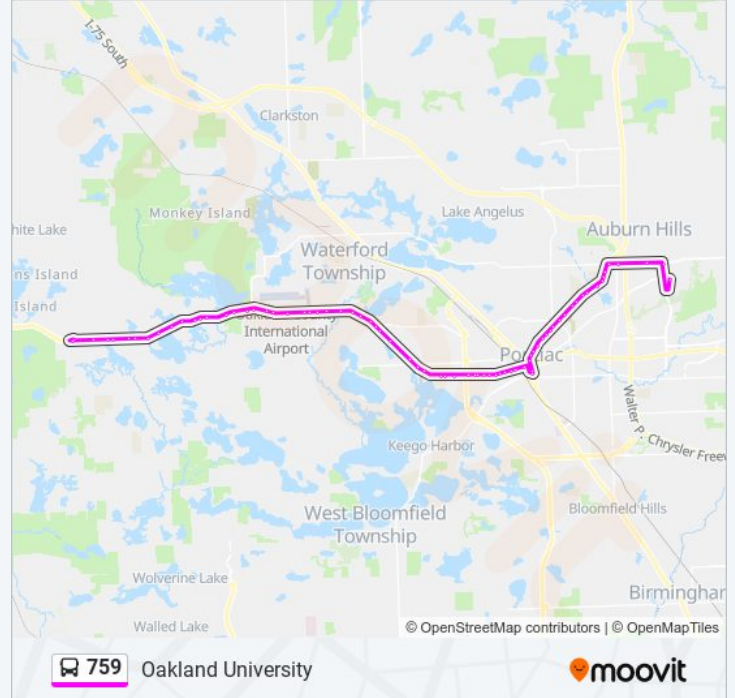 I-75 South
Clarkston
Monkey Island
Lake Angelus
hite Lake
Auburn Hills
Waterford
Township
ns Island
Island
International
Airport
Pontiac
Walter P. Chrysler Freew
Keego Harbor
West Bloomfield
Township
Bloomfield Hills
Wolverine Lake
Birminghar
Walled Lake
© OpenStreetMap contributors | © OpenMapTiles
759 Oakland University
moovit